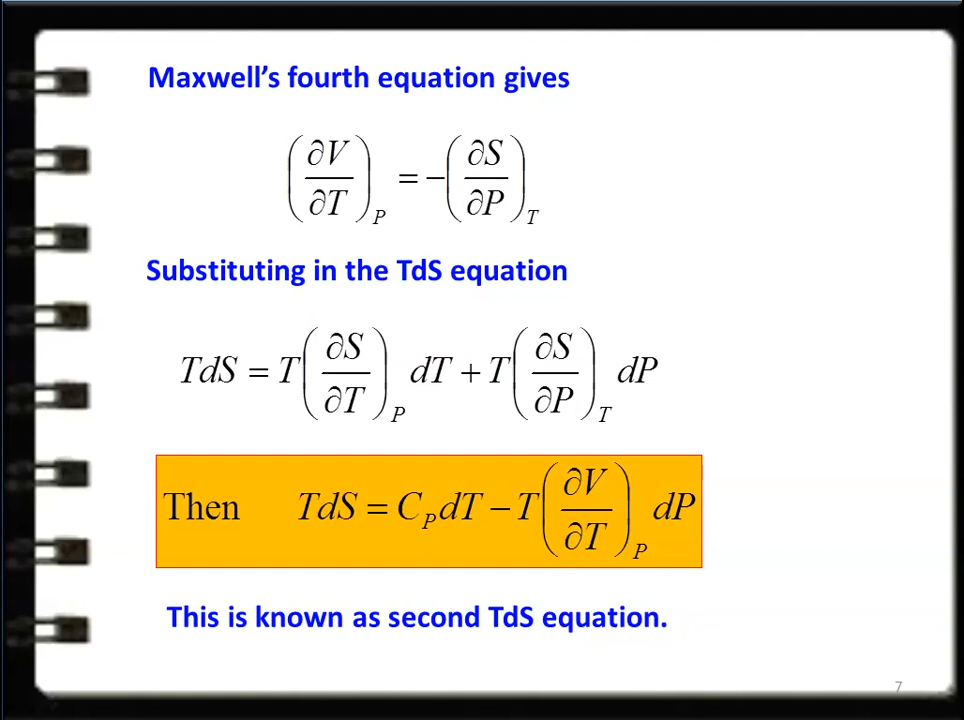 Maxwell’s fourth equation gives
(∂V/∂T)_P = −(∂S/∂P)_T
Substituting in the TdS equation
TdS = T(∂S/∂T)_P dT + T(∂S/∂P)_T dP
Then TdS = C_P dT − T(∂V/∂T)_P dP
This is known as second TdS equation.
7